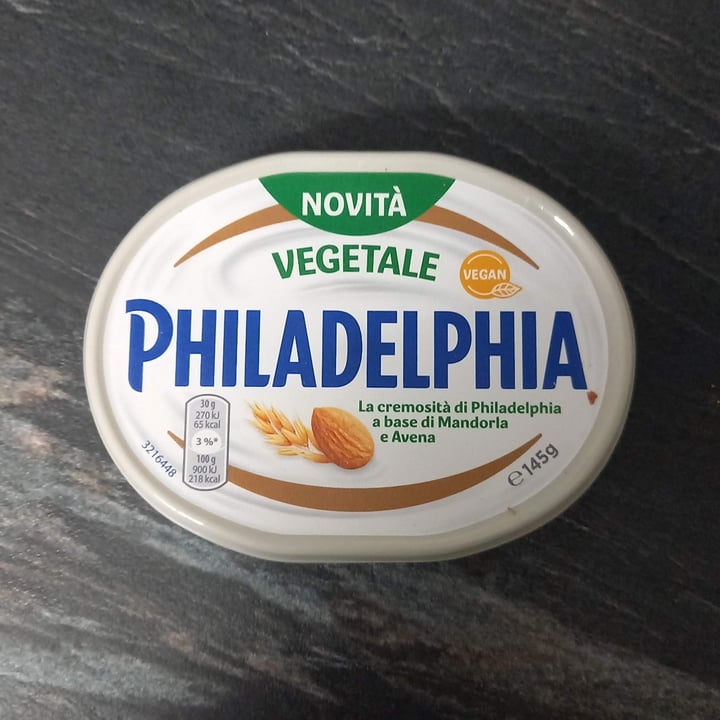 NOVITÀ
VEGETALE
VEGAN
PHILADELPHIA
La cremosità di Philadelphia
a base di Mandorla
e Avena
30 g
270 kJ
65 kcal
3 %*
100 g
900 kJ
218 kcal
3216448
℮ 145g